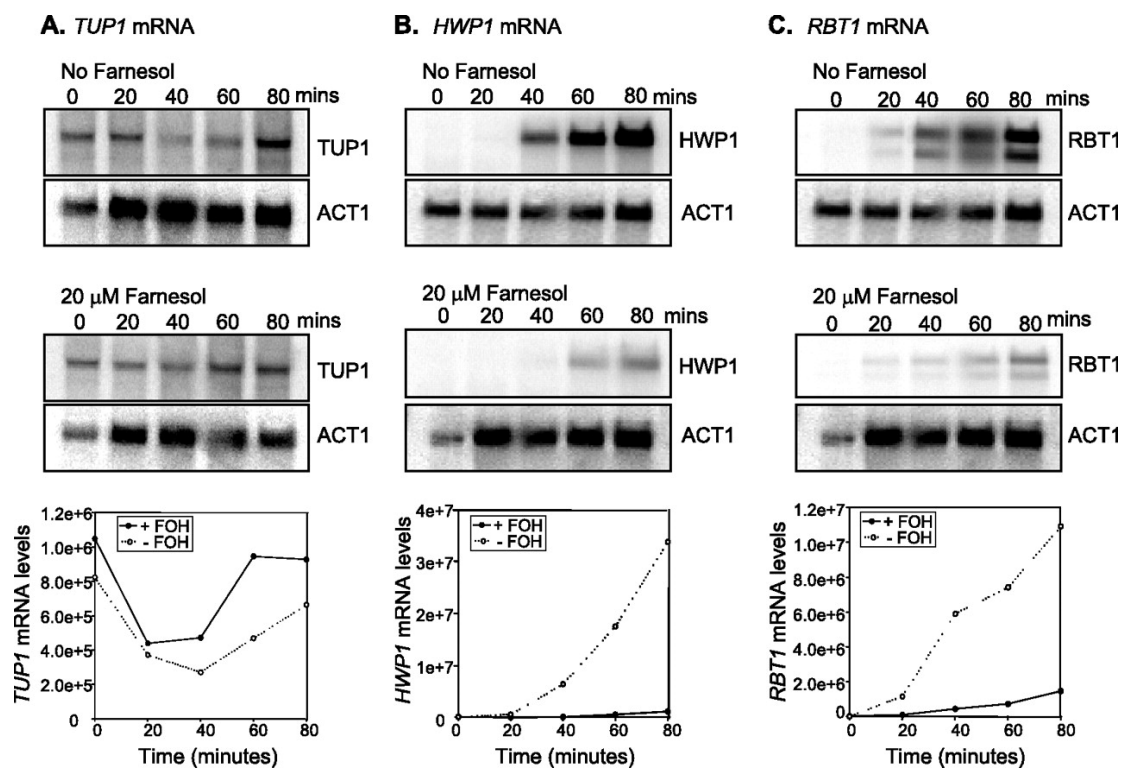 A. TUP1 mRNA
No Farnesol
0 20 40 60 80 mins
TUP1
ACT1
20 µM Farnesol
0 20 40 60 80 mins
TUP1
ACT1
1.2e+6
1.0e+6
8.0e+5
6.0e+5
4.0e+5
2.0e+5
0
TUP1 mRNA levels
+ FOH
- FOH
0 20 40 60 80
Time (minutes)
B. HWP1 mRNA
No Farnesol
0 20 40 60 80 mins
HWP1
ACT1
20 µM Farnesol
0 20 40 60 80 mins
HWP1
ACT1
4e+7
3e+7
2e+7
1e+7
0
HWP1 mRNA levels
+ FOH
- FOH
0 20 40 60 80
Time (minutes)
C. RBT1 mRNA
No Farnesol
0 20 40 60 80 mins
RBT1
ACT1
20 µM Farnesol
0 20 40 60 80 mins
RBT1
ACT1
1.2e+7
1.0e+7
8.0e+6
6.0e+6
4.0e+6
2.0e+6
0
RBT1 mRNA levels
+ FOH
- FOH
0 20 40 60 80
Time (minutes)